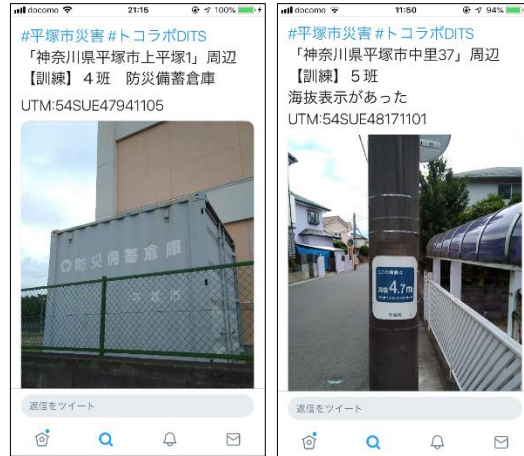 docomo
21:15
100%
#平塚市災害 #トコラボDITS
「神奈川県平塚市上平塚1」周辺
【訓練】４班 防災備蓄倉庫
UTM:54SUE47941105
防災備蓄倉庫
返信をツイート
docomo
11:50
94%
#平塚市災害 #トコラボDITS
「神奈川県平塚市中里37」周辺
【訓練】５班
海抜表示があった
UTM:54SUE48171101
海抜4.7m
返信をツイート